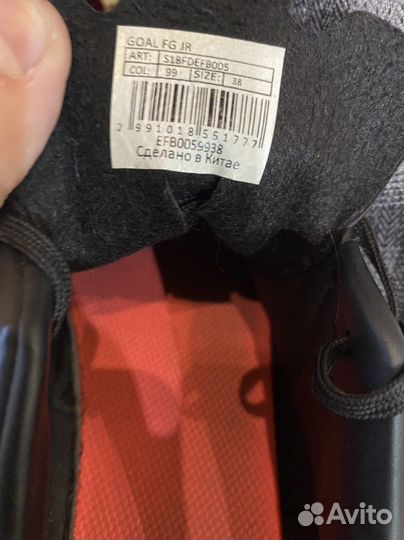 GOAL FG JR
ART: S18FDEFB005
COL: 99 SIZE: 38
2 991018 551777
EFB0059938
Сделано в Китае
Avito